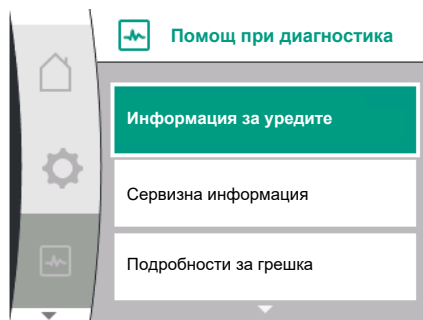 Помощ при диагностика
Информация за уредите
Сервизна информация
Подробности за грешка